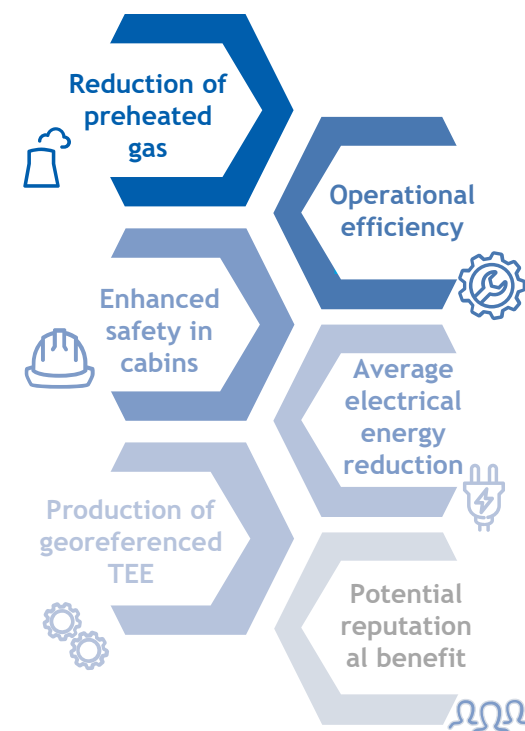 Reduction of
preheated
gas
Operational
efficiency
Enhanced
safety in
cabins
Average
electrical
energy
reduction
Production of
georeferenced
TEE
Potential
reputation
al benefit